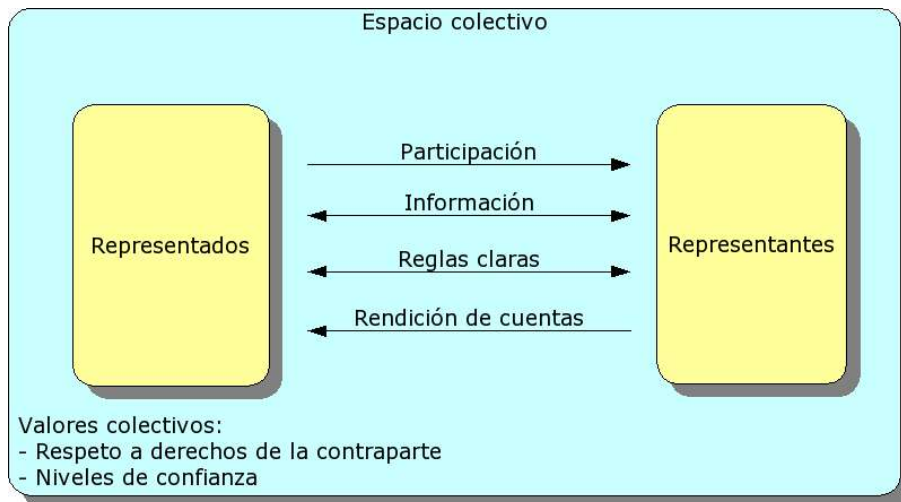 Espacio colectivo
Participación
Información
Representados
Representantes
Reglas claras
Rendición de cuentas
Valores colectivos:
- Respeto a derechos de la contraparte
- Niveles de confianza